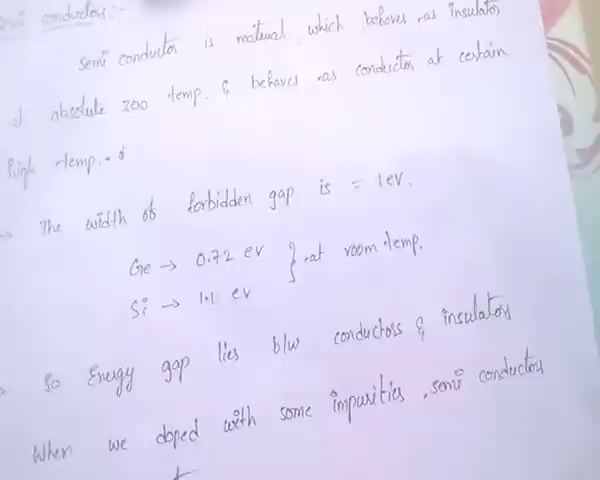 Semi conductors:-
Semi conductor is material which behaves as Insulator
at absolute zero temp. & behaves as conductor at certain
high temp.
→ The width of forbidden gap is = 1ev.
Ge → 0.72 ev } at room temp.
Si → 1.1 ev
So Energy gap lies b/w conductors & insulators
When we doped with some impurities, semi conductors